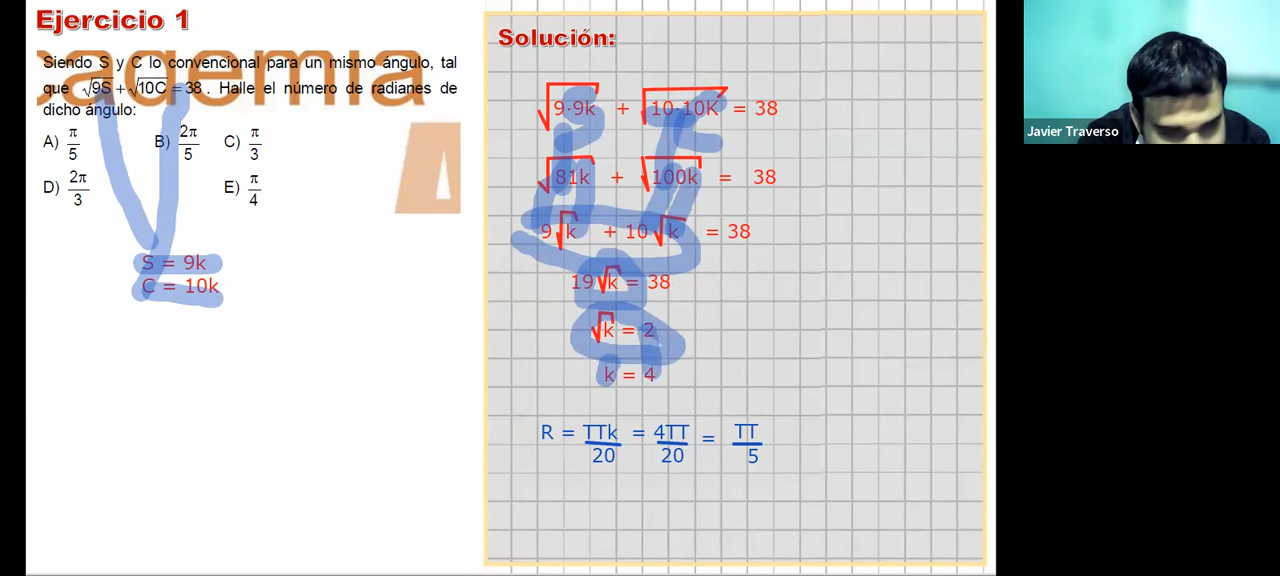 Ejercicio 1
Siendo S y C lo convencional para un mismo ángulo, tal
que √9S + √10C = 38 . Halle el número de radianes de
dicho ángulo:
A) π/5 B) 2π/5 C) π/3
D) 2π/3 E) π/4
S = 9k
C = 10k
Solución:
√9·9k + √10·10k = 38
√81k + √100k = 38
9√k + 10√k = 38
19√k = 38
√k = 2
k = 4
R = πk/20 = 4π/20 = π/5
Javier Traverso